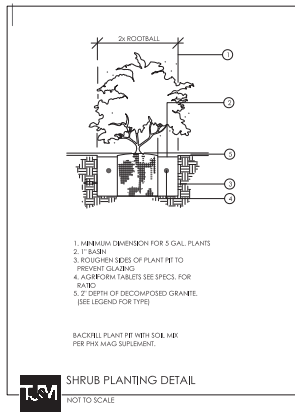 2x ROOTBALL
1
2
5
3
4
1. MINIMUM DIMENSION FOR 5 GAL. PLANTS
2. 1" BASIN
3. ROUGHEN SIDES OF PLANT PIT TO
PREVENT GLAZING
4. AGRIFORM TABLETS SEE SPECS. FOR
RATIO
5. 2" DEPTH OF DECOMPOSED GRANITE.
(SEE LEGEND FOR TYPE)
BACKFILL PLANT PIT WITH SOIL MIX
PER PHX MAG SUPLEMENT.
SHRUB PLANTING DETAIL
NOT TO SCALE